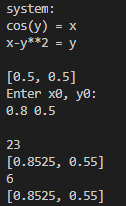 system:
cos(y) = x
x-y**2 = y
[0.5, 0.5]
Enter x0, y0:
0.8 0.5
23
[0.8525, 0.55]
6
[0.8525, 0.55]